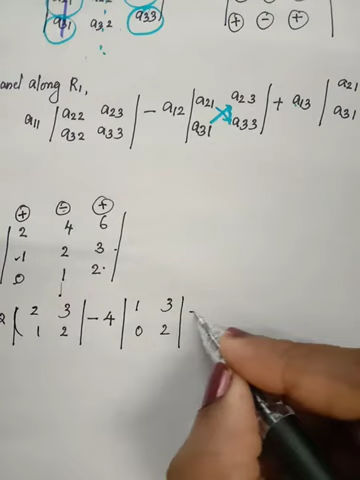 a31 a32 a33
+ − +
and along R1,
a11 | a22 a23 | − a12 | a21 a23 | + a13 | a21
a32 a33 | a31 a33 | a31
+ − +
| 2 4 6 |
| 1 2 3 |
| 0 1 2 |
2 | 2 3 | − 4 | 1 3 |
| 1 2 | | 0 2 |